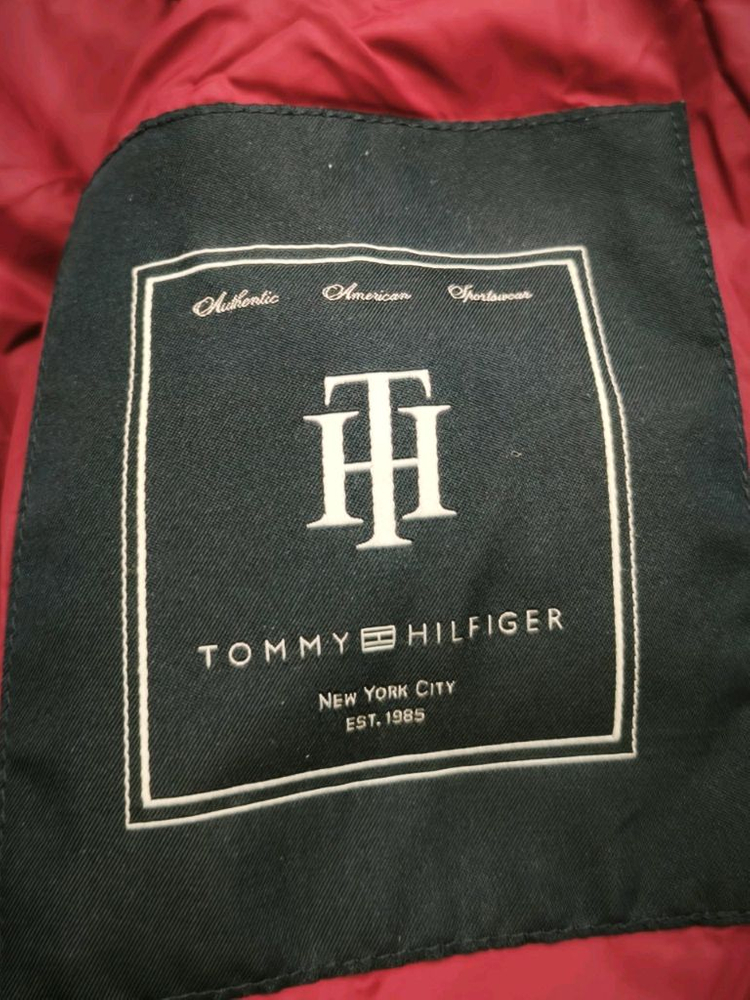 Authentic American Sportswear
TH
TOMMY HILFIGER
NEW YORK CITY
EST. 1985